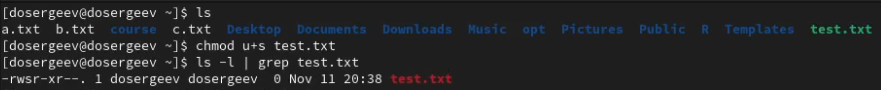 [dosergeev@dosergeev ~]$ ls
a.txt b.txt course c.txt Desktop Documents Downloads Music opt Pictures Public R Templates test.txt
[dosergeev@dosergeev ~]$ chmod u+s test.txt
[dosergeev@dosergeev ~]$ ls -l | grep test.txt
-rwsr-xr--. 1 dosergeev dosergeev 0 Nov 11 20:38 test.txt